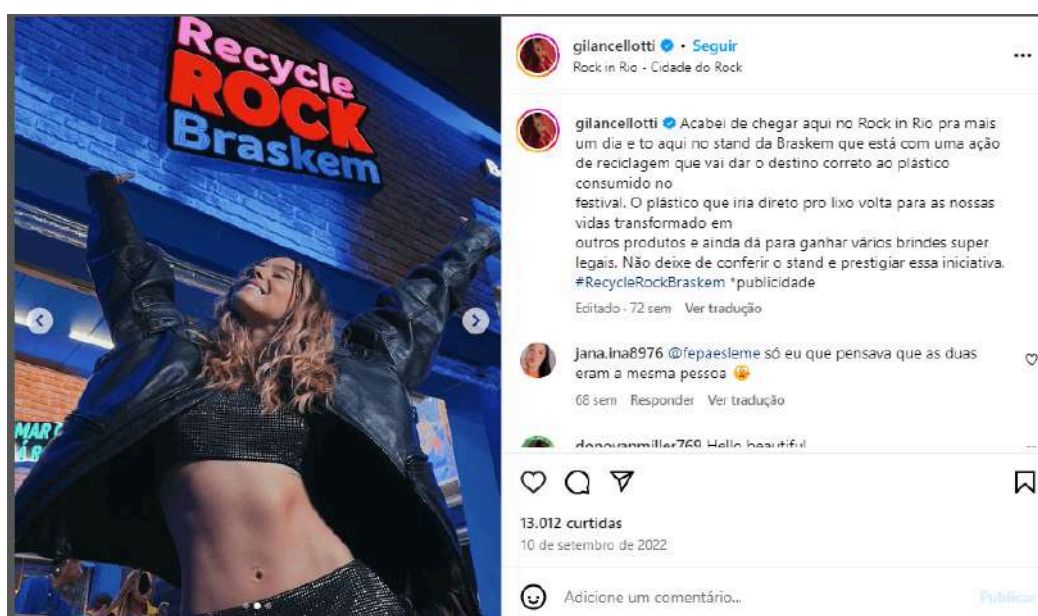 Recycle
ROCK
Braskem
gilancellotti • Seguir
Rock in Rio - Cidade do Rock
gilancellotti Acabei de chegar aqui no Rock in Rio pra mais
um dia e to aqui no stand da Braskem que está com uma ação
de reciclagem que vai dar o destino correto ao plástico
consumido no
festival. O plástico que iria direto pro lixo volta para as nossas
vidas transformado em
outros produtos e ainda dá para ganhar vários brindes super
legais. Não deixe de conferir o stand e prestigiar essa iniciativa.
#RecycleRockBraskem *publicidade
Editado · 72 sem Ver tradução
jana.ina8976 @fepaesleme só eu que pensava que as duas
eram a mesma pessoa
68 sem Responder Ver tradução
donovanmiller769 Hello beautiful
13.012 curtidas
10 de setembro de 2022
Adicione um comentário... Publicar